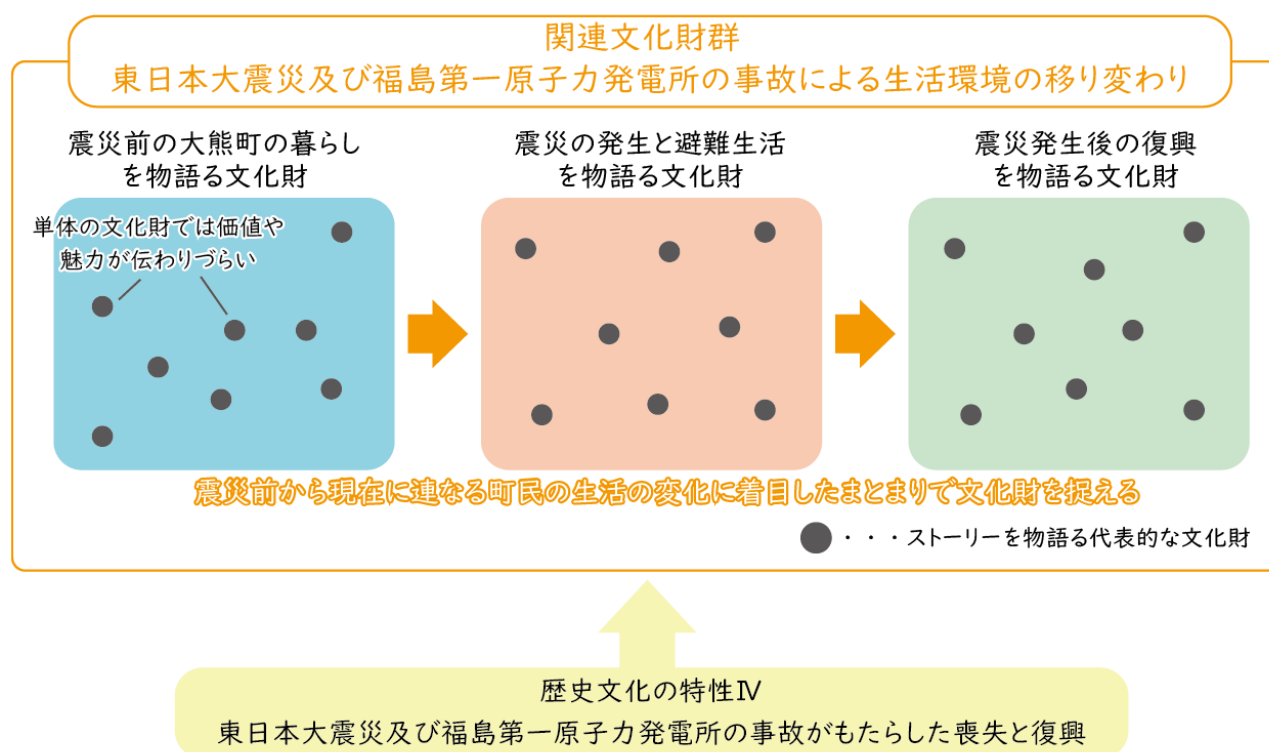 関連文化財群
東日本大震災及び福島第一原子力発電所の事故による生活環境の移り変わり
震災前の大熊町の暮らし
を物語る文化財
震災の発生と避難生活
を物語る文化財
震災発生後の復興
を物語る文化財
単体の文化財では価値や
魅力が伝わりづらい
震災前から現在に連なる町民の生活の変化に着目したまとまりで文化財を捉える
・・・ストーリーを物語る代表的な文化財
歴史文化の特性Ⅳ
東日本大震災及び福島第一原子力発電所の事故がもたらした喪失と復興